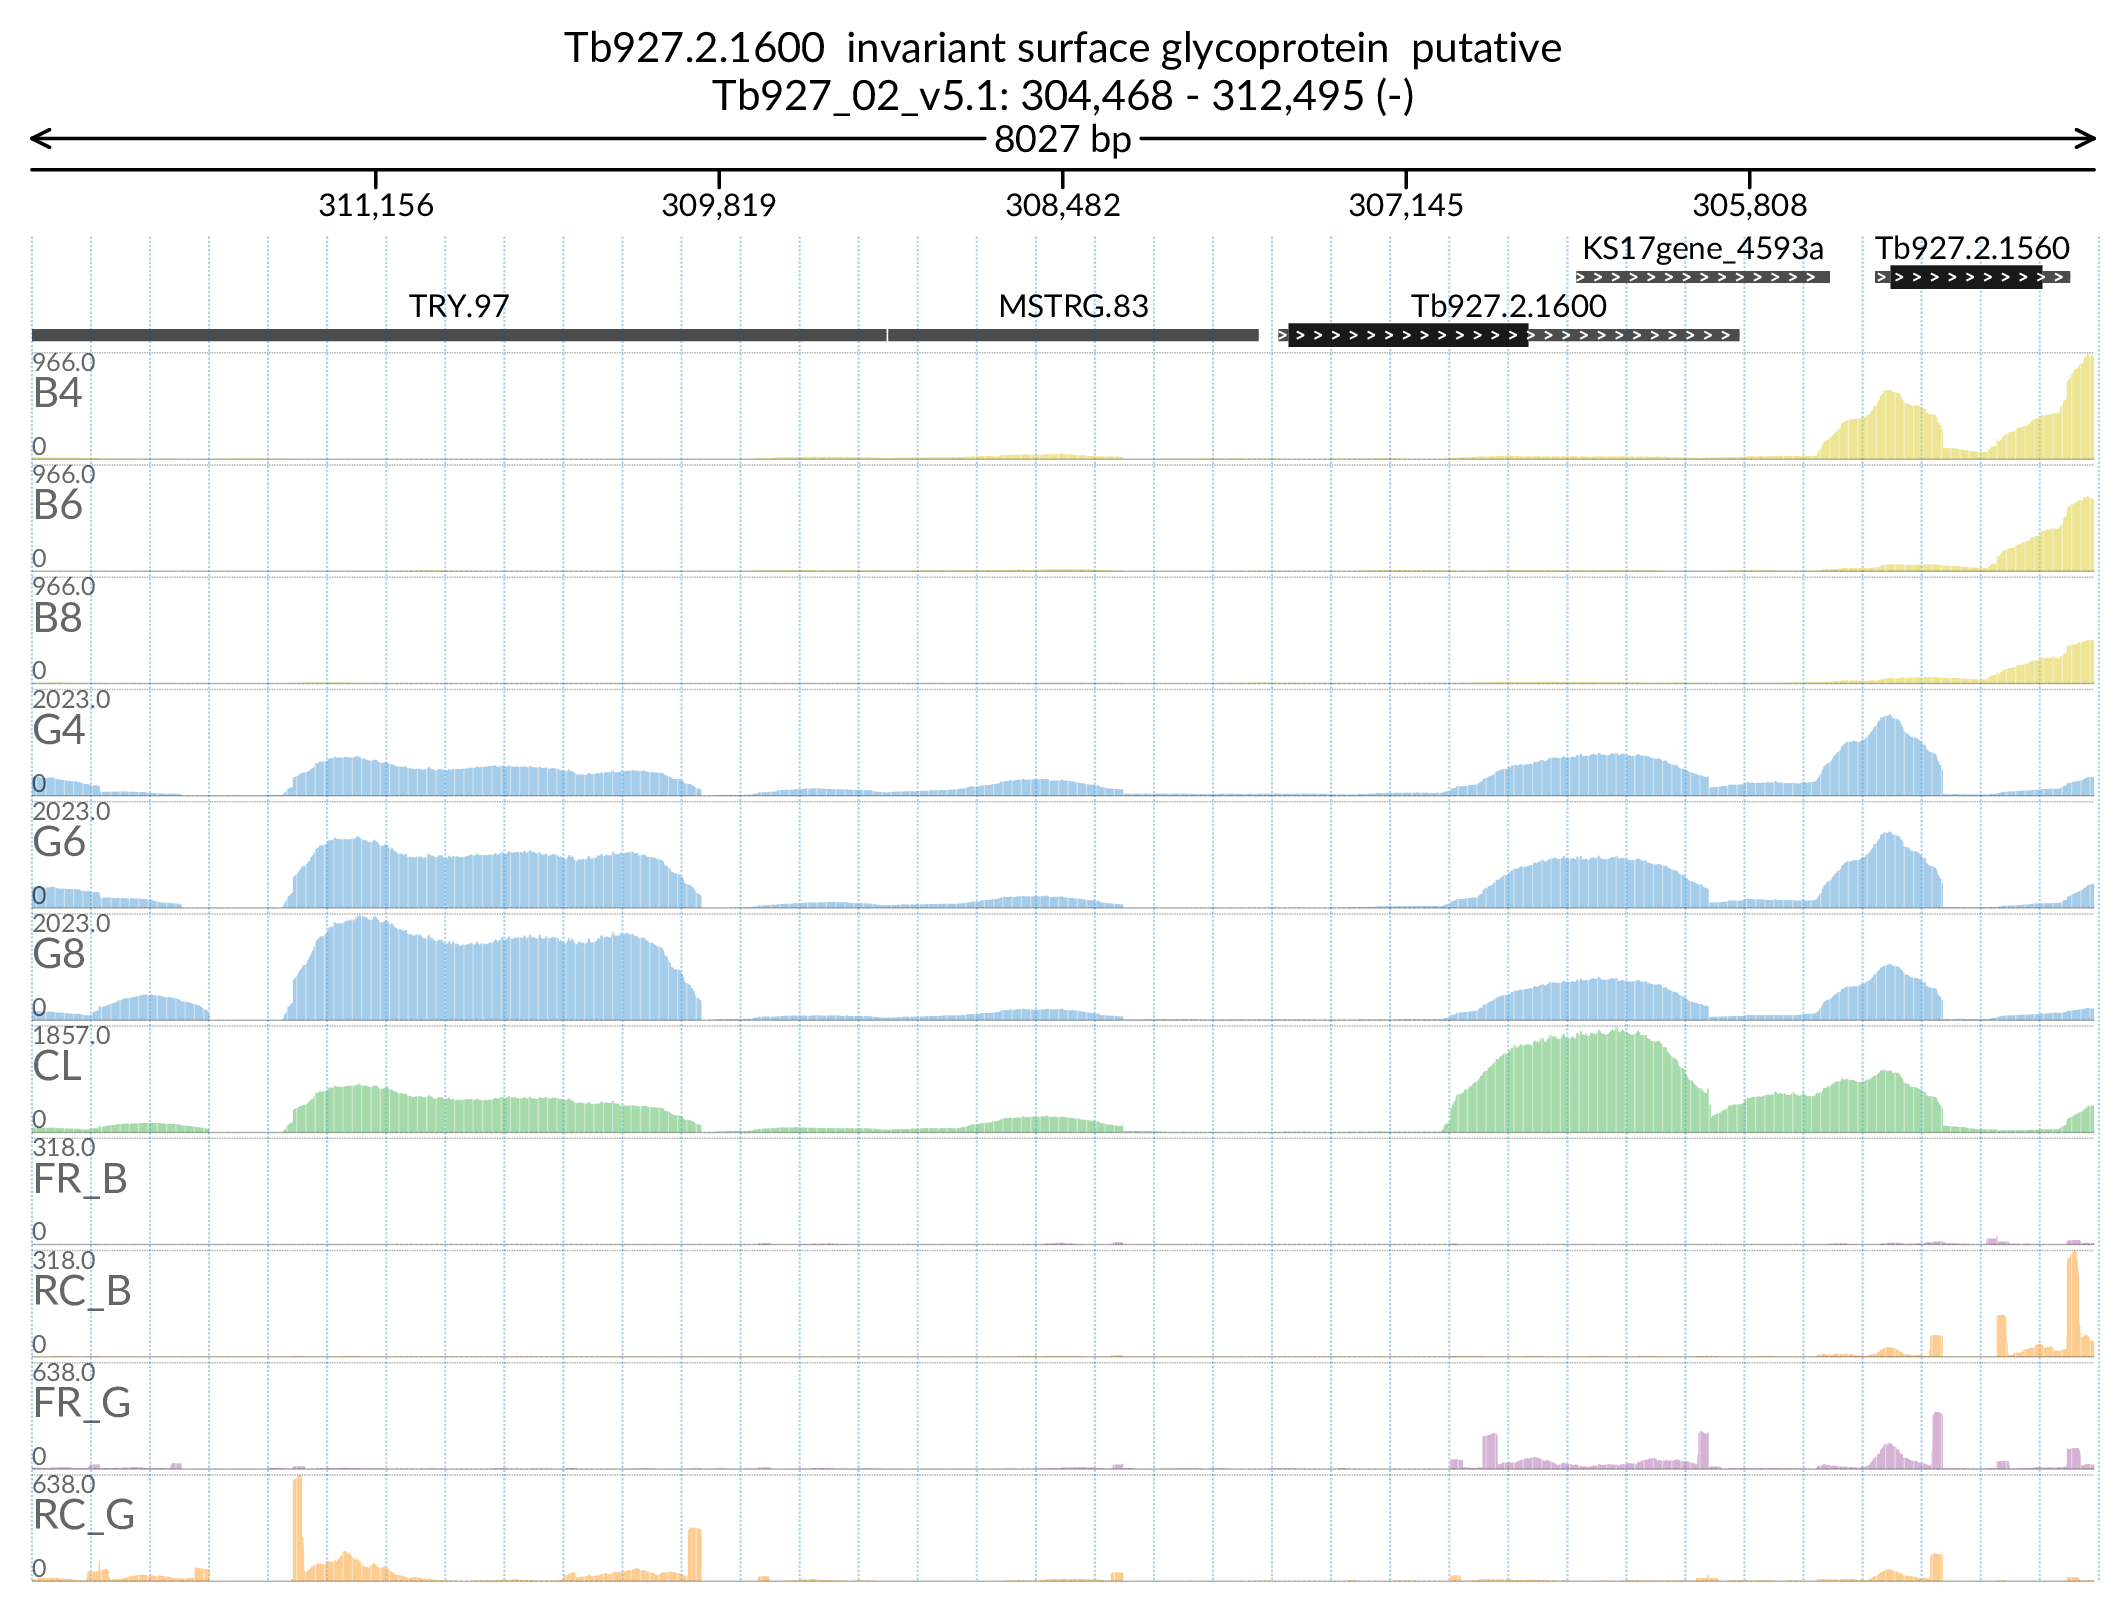 Tb927.2.1600  invariant surface glycoprotein  putative
Tb927_02_v5.1: 304,468 - 312,495 (-)
8027 bp
311,156 309,819 308,482 307,145 305,808
KS17gene_4593a Tb927.2.1560
TRY.97 MSTRG.83 Tb927.2.1600
966.0
B4
0
966.0
B6
0
966.0
B8
0
2023.0
G4
0
2023.0
G6
0
2023.0
G8
0
1857.0
CL
0
318.0
FR_B
0
318.0
RC_B
0
638.0
FR_G
0
638.0
RC_G
0